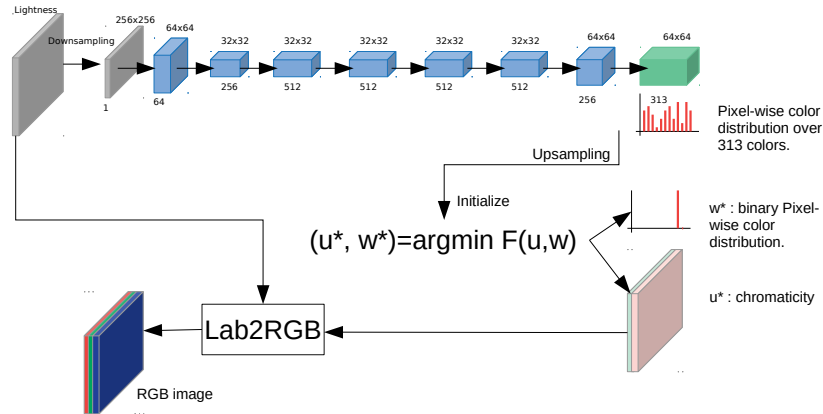 Lightness
Downsampling
256x256
1
64x64
64
32x32
256
32x32
512
32x32
512
32x32
512
32x32
512
64x64
256
64x64
313
Pixel-wise color
distribution over
313 colors.
Upsampling
Initialize
(u*, w*)=argmin F(u,w)
w* : binary Pixel-
wise color
distribution.
u* : chromaticity
Lab2RGB
RGB image